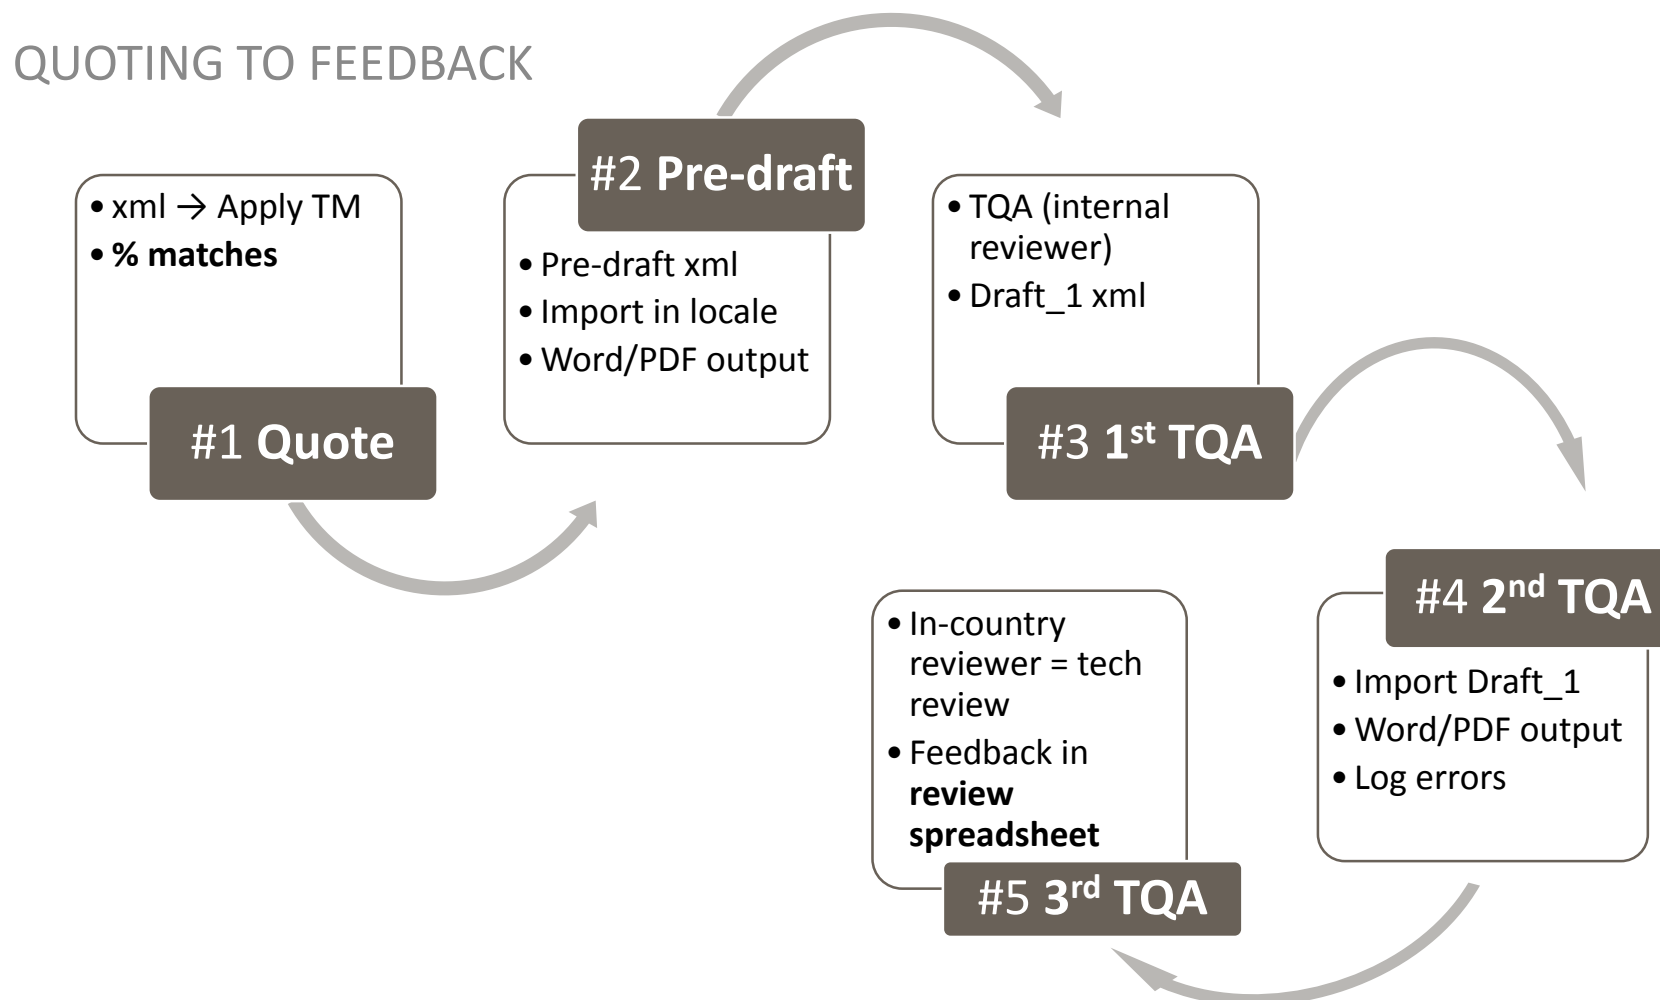 QUOTING TO FEEDBACK
• xml → Apply TM
• % matches
#1 Quote
#2 Pre-draft
• Pre-draft xml
• Import in locale
• Word/PDF output
• TQA (internal
reviewer)
• Draft_1 xml
#3 1st TQA
#4 2nd TQA
• Import Draft_1
• Word/PDF output
• Log errors
• In-country
reviewer = tech
review
• Feedback in
review
spreadsheet
#5 3rd TQA